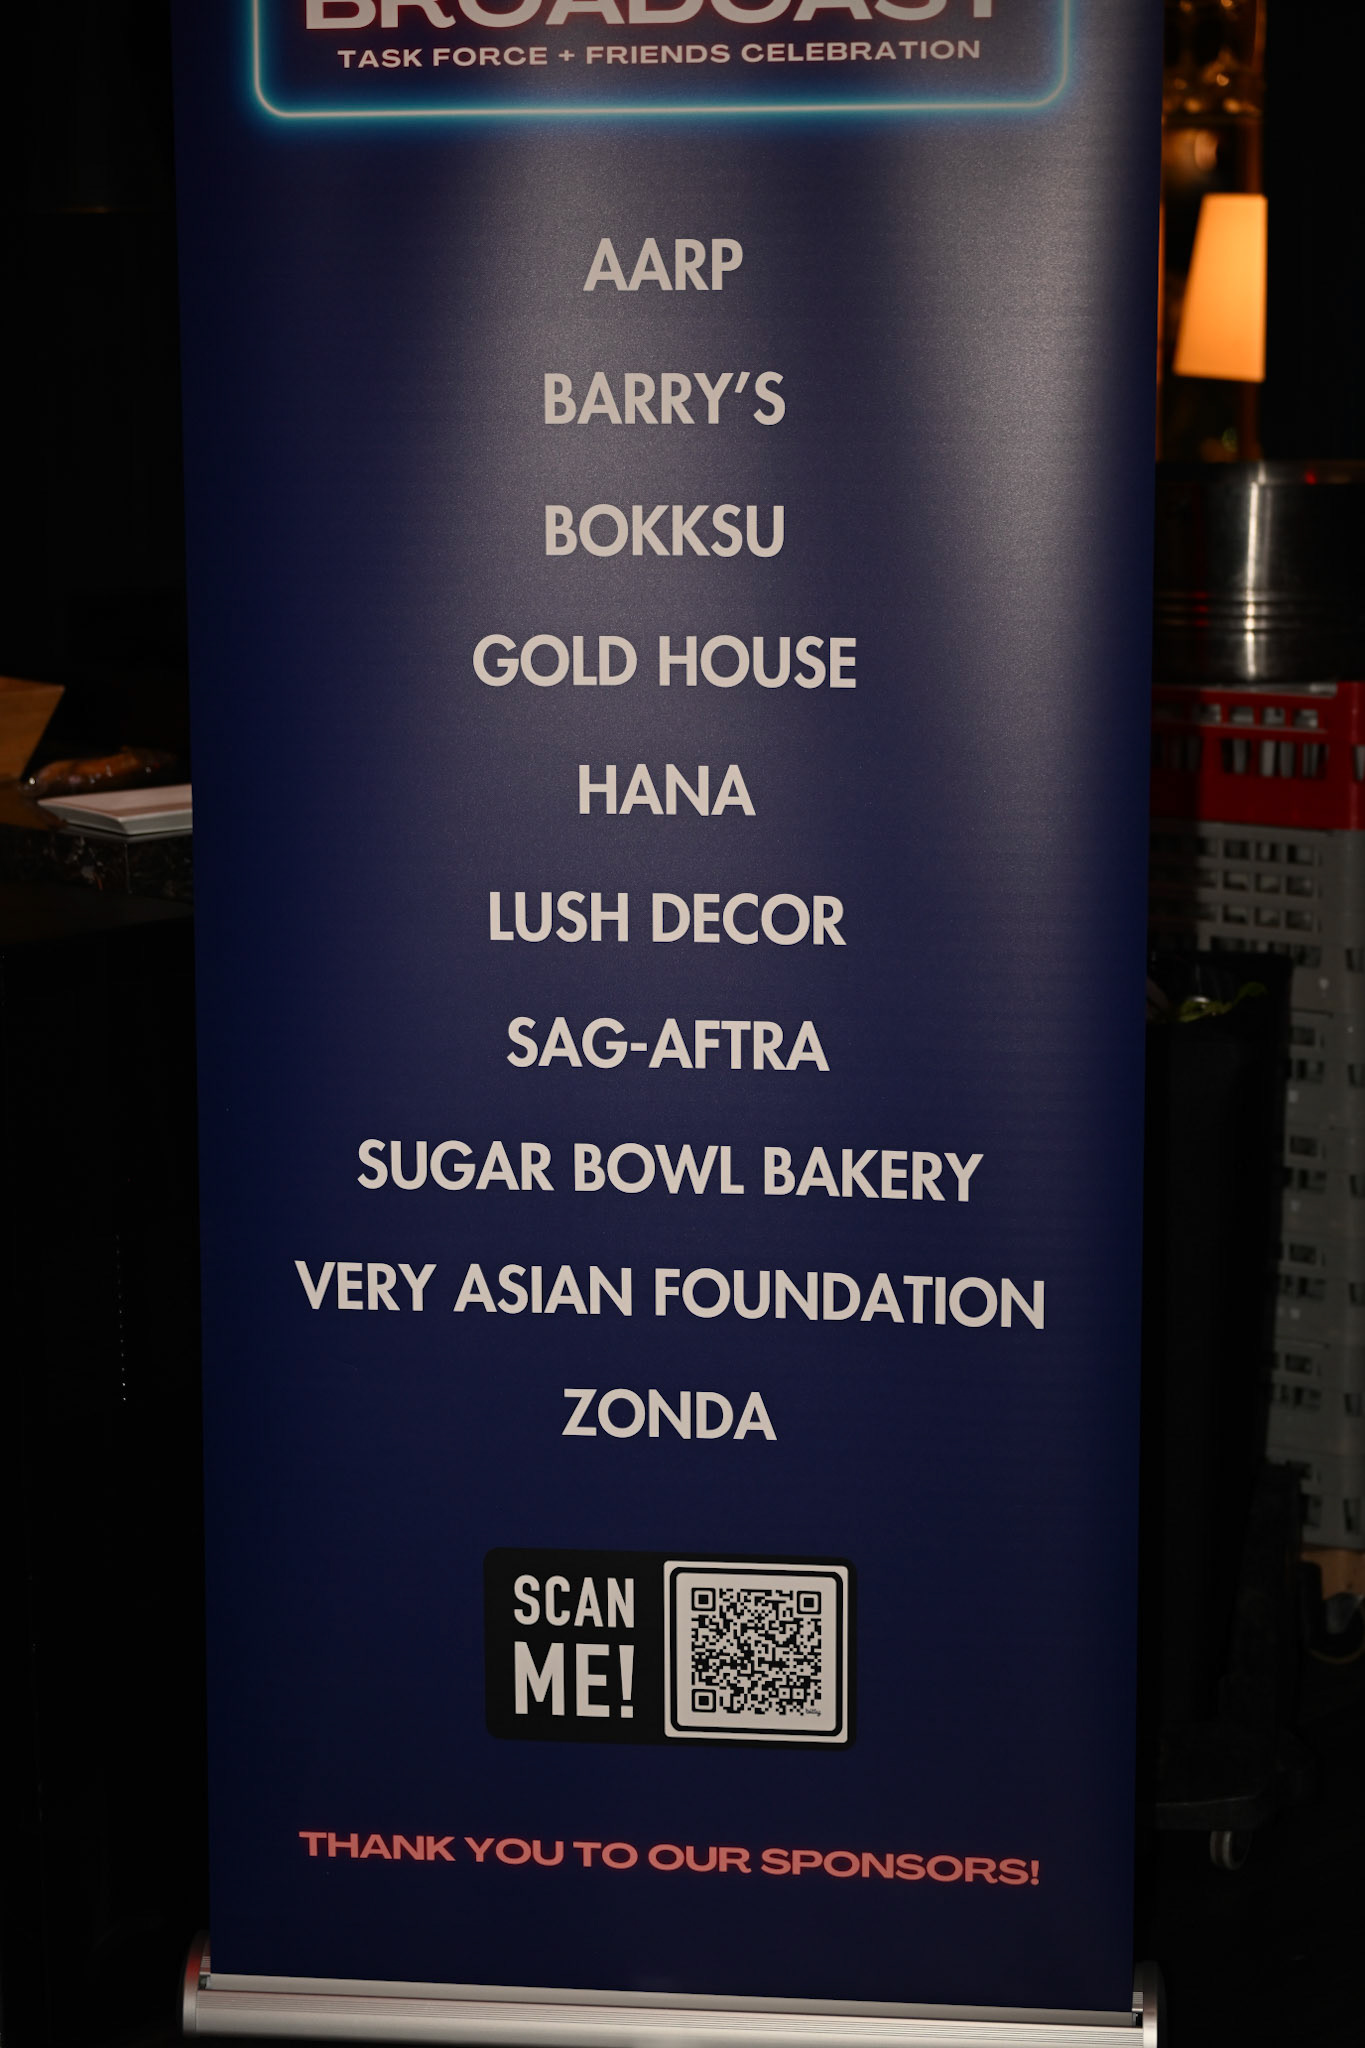 BROADCAST
TASK FORCE + FRIENDS CELEBRATION
AARP
BARRY'S
BOKKSU
GOLD HOUSE
HANA
LUSH DECOR
SAG-AFTRA
SUGAR BOWL BAKERY
VERY ASIAN FOUNDATION
ZONDA
SCAN
ME!
THANK YOU TO OUR SPONSORS!